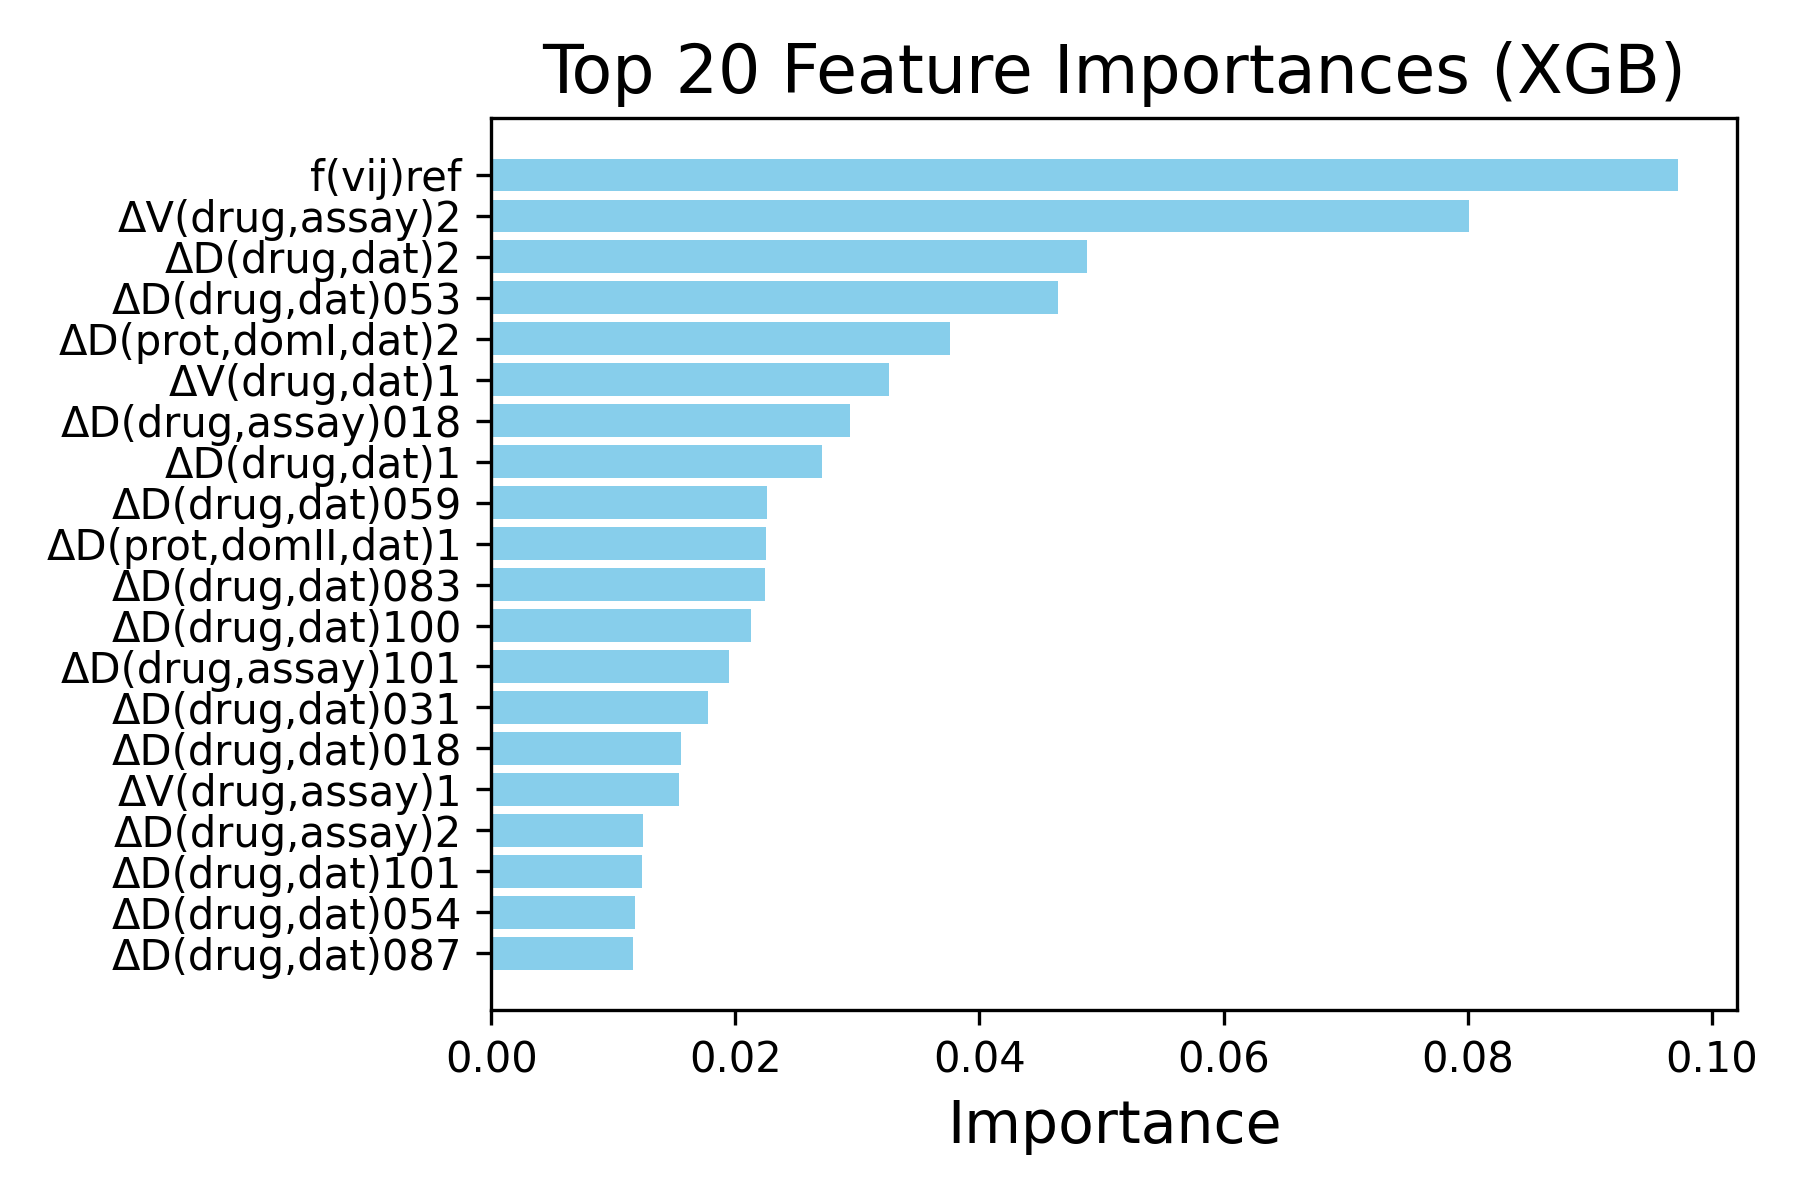 Top 20 Feature Importances (XGB)
f(vij)ref
ΔV(drug,assay)2
ΔD(drug,dat)2
ΔD(drug,dat)053
ΔD(prot,domI,dat)2
ΔV(drug,dat)1
ΔD(drug,assay)018
ΔD(drug,dat)1
ΔD(drug,dat)059
ΔD(prot,domII,dat)1
ΔD(drug,dat)083
ΔD(drug,dat)100
ΔD(drug,assay)101
ΔD(drug,dat)031
ΔD(drug,dat)018
ΔV(drug,assay)1
ΔD(drug,assay)2
ΔD(drug,dat)101
ΔD(drug,dat)054
ΔD(drug,dat)087
0.00 0.02 0.04 0.06 0.08 0.10
Importance